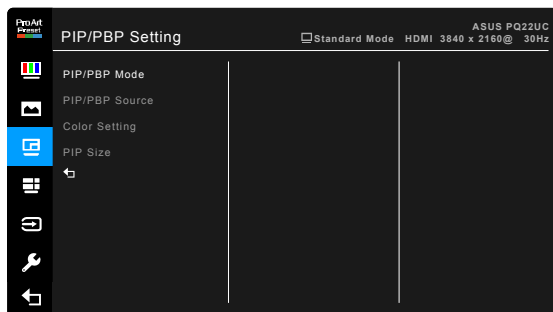 ProArt
Preset
PIP/PBP Setting
Standard Mode
ASUS PQ22UC
HDMI 3840 x 2160@ 30Hz
PIP/PBP Mode
PIP/PBP Source
Color Setting
PIP Size